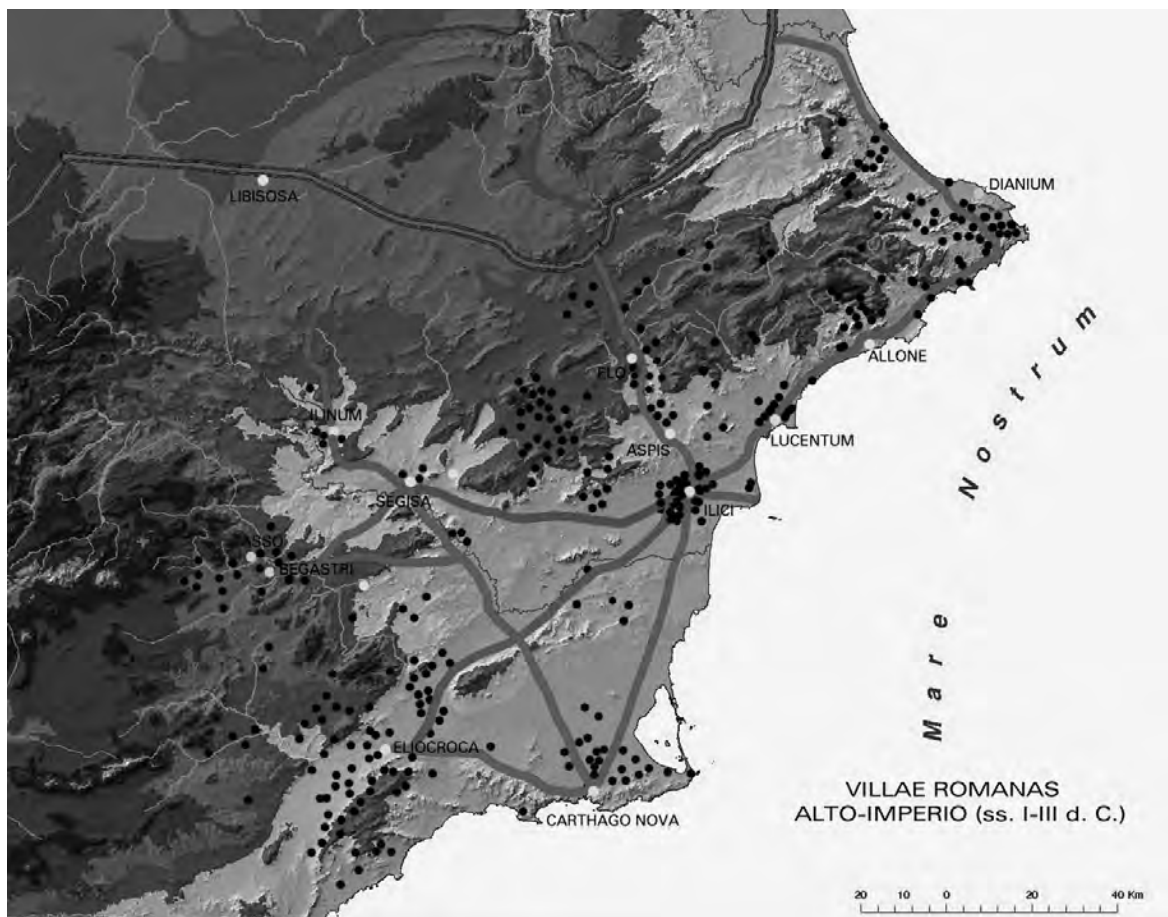 DIANIUM
LIBISOSA
Mare Nostrum
ALLONE
ELO
ILINUM
LUCENTUM
ASPIS
SEGISA
ILICI
ASSO
BEGASTRI
ELIOCROCA
CARTHAGO NOVA
VILLAE ROMANAS
ALTO-IMPERIO (ss. I-III d. C.)
20 10 0 20 40 Km